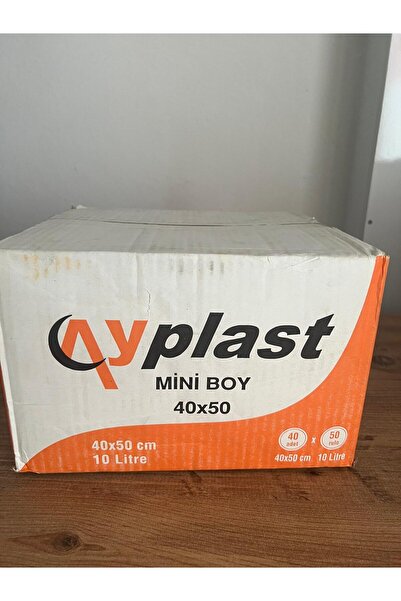 Ayplast
MİNİ BOY
40x50
40x50 cm
10 Litre
40 adet x 50 rulo
40x50 cm 10 Litre